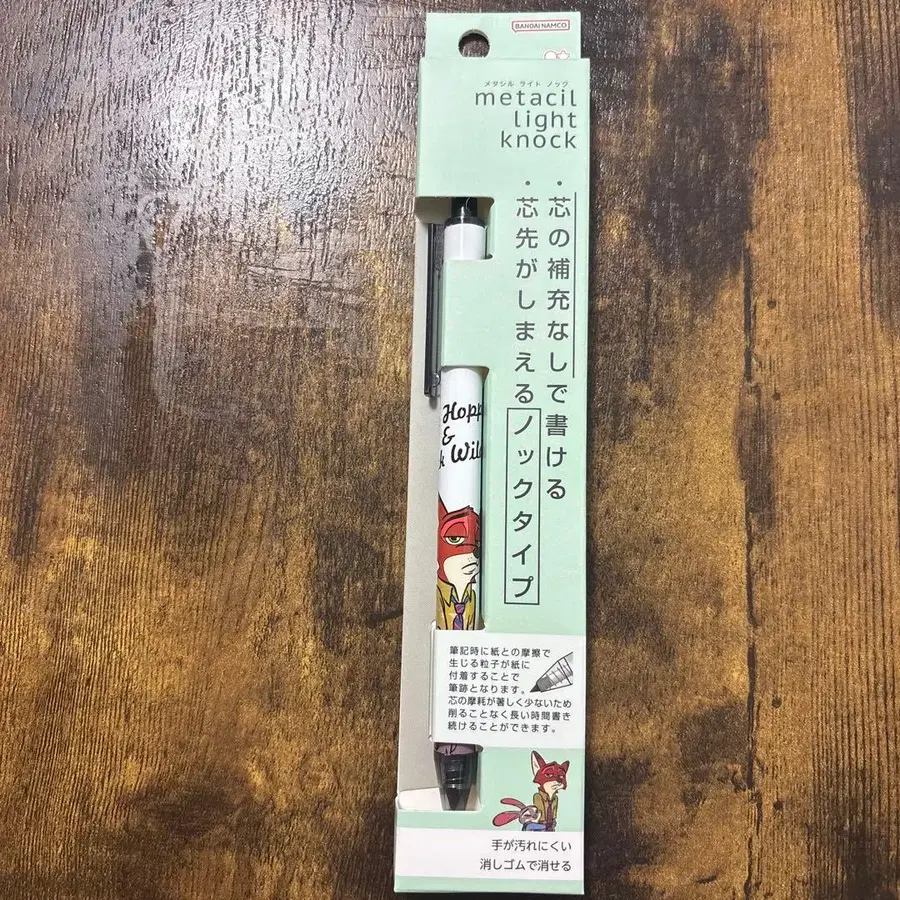 BANDAI NAMCO
メタシル ライト ノック
metacil
light
knock
・芯の補充なしで書ける
・芯先がしまえるノックタイプ
Hopp
&
k Wil
筆記時に紙との摩擦で
生じる粒子が紙に
付着することで
筆跡となります。
芯の摩耗が著しく少ないため
削ることなく長い時間書き
続けることができます。
手が汚れにくい
消しゴムで消せる